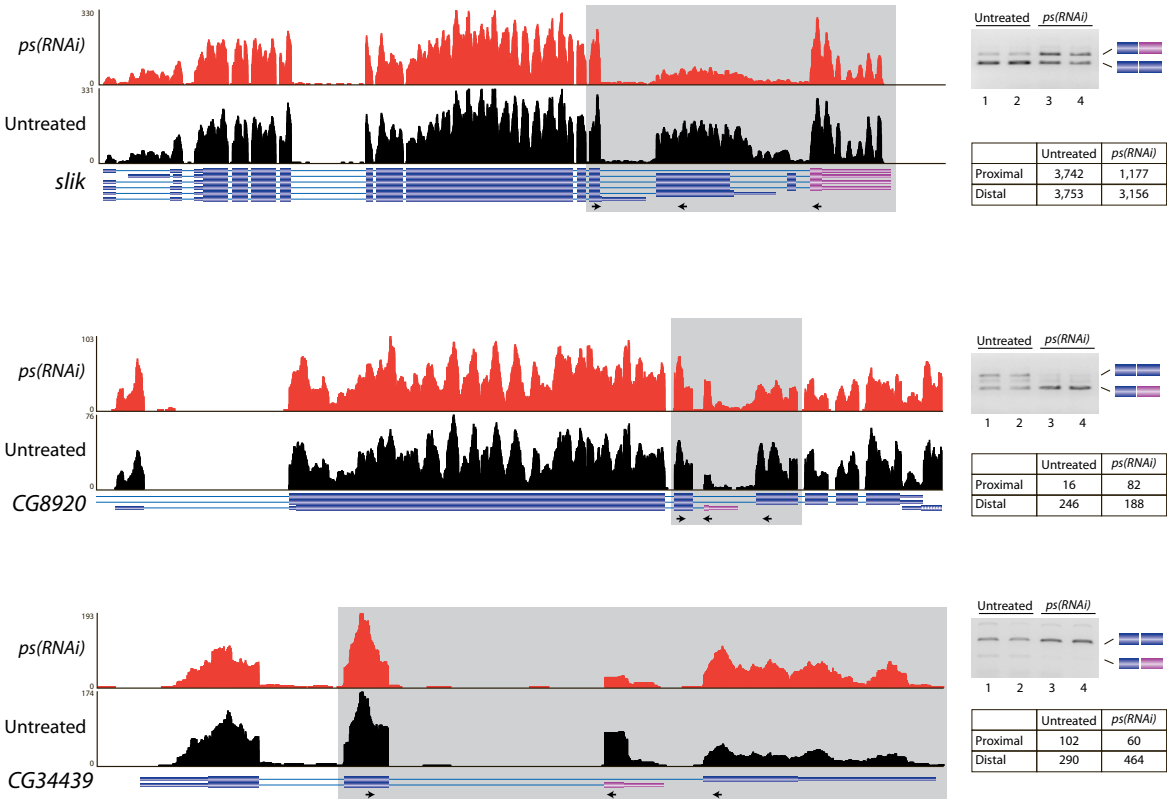 330
ps(RNAi)
0
331
Untreated
0
slik
Untreated ps(RNAi)
1 2 3 4
Untreated ps(RNAi)
Proximal 3,742 1,177
Distal 3,753 3,156
103
ps(RNAi)
0
76
Untreated
0
CG8920
Untreated ps(RNAi)
1 2 3 4
Untreated ps(RNAi)
Proximal 16 82
Distal 246 188
193
ps(RNAi)
0
174
Untreated
0
CG34439
Untreated ps(RNAi)
1 2 3 4
Untreated ps(RNAi)
Proximal 102 60
Distal 290 464